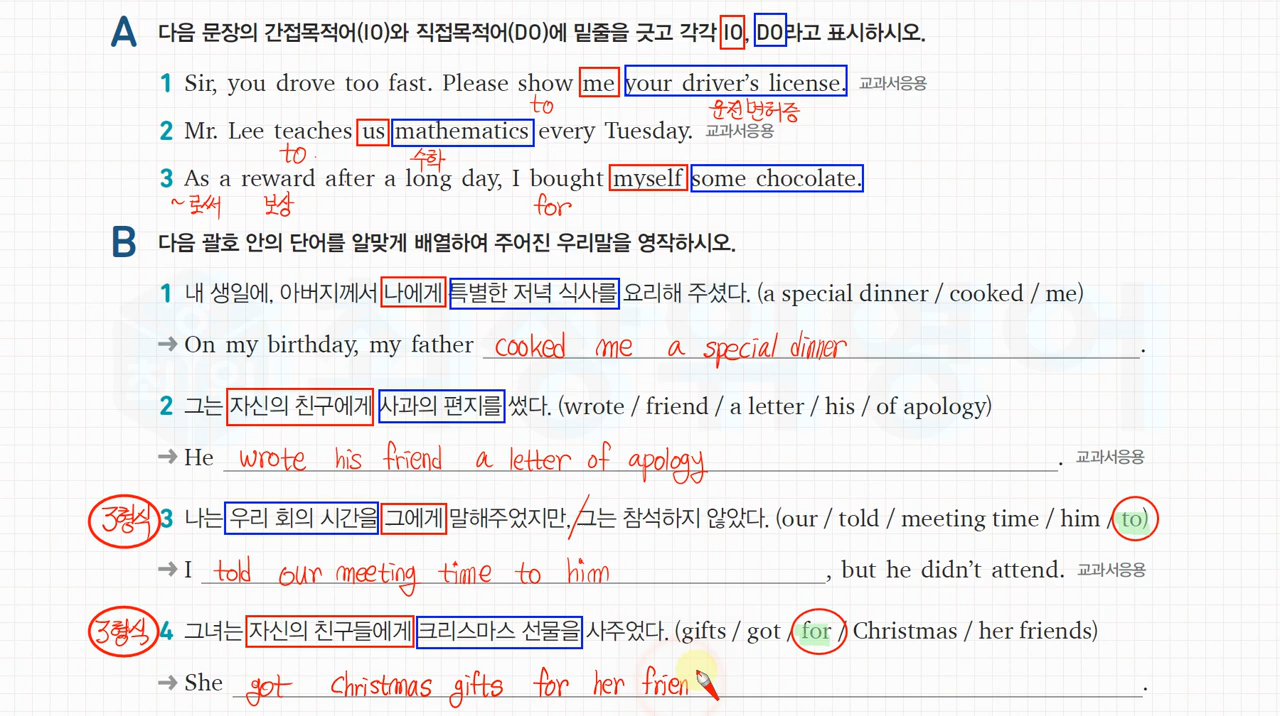 A 다음 문장의 간접목적어(IO)와 직접목적어(DO)에 밑줄을 긋고 각각 IO, DO라고 표시하시오.
1 Sir, you drove too fast. Please show me your driver's license. 교과서응용
to 운전면허증
2 Mr. Lee teaches us mathematics every Tuesday. 교과서응용
to. 수학
3 As a reward after a long day, I bought myself some chocolate.
~로써 보상 for
B 다음 괄호 안의 단어를 알맞게 배열하여 주어진 우리말을 영작하시오.
1 내 생일에, 아버지께서 나에게 특별한 저녁 식사를 요리해 주셨다. (a special dinner / cooked / me)
→ On my birthday, my father cooked me a special dinner .
2 그는 자신의 친구에게 사과의 편지를 썼다. (wrote / friend / a letter / his / of apology)
→ He wrote his friend a letter of apology . 교과서응용
3형식 3 나는 우리 회의 시간을 그에게 말해주었지만, / 그는 참석하지 않았다. (our / told / meeting time / him / to)
→ I told our meeting time to him , but he didn't attend. 교과서응용
3형식 4 그녀는 자신의 친구들에게 크리스마스 선물을 사주었다. (gifts / got / for / Christmas / her friends)
→ She got Christmas gifts for her frien .